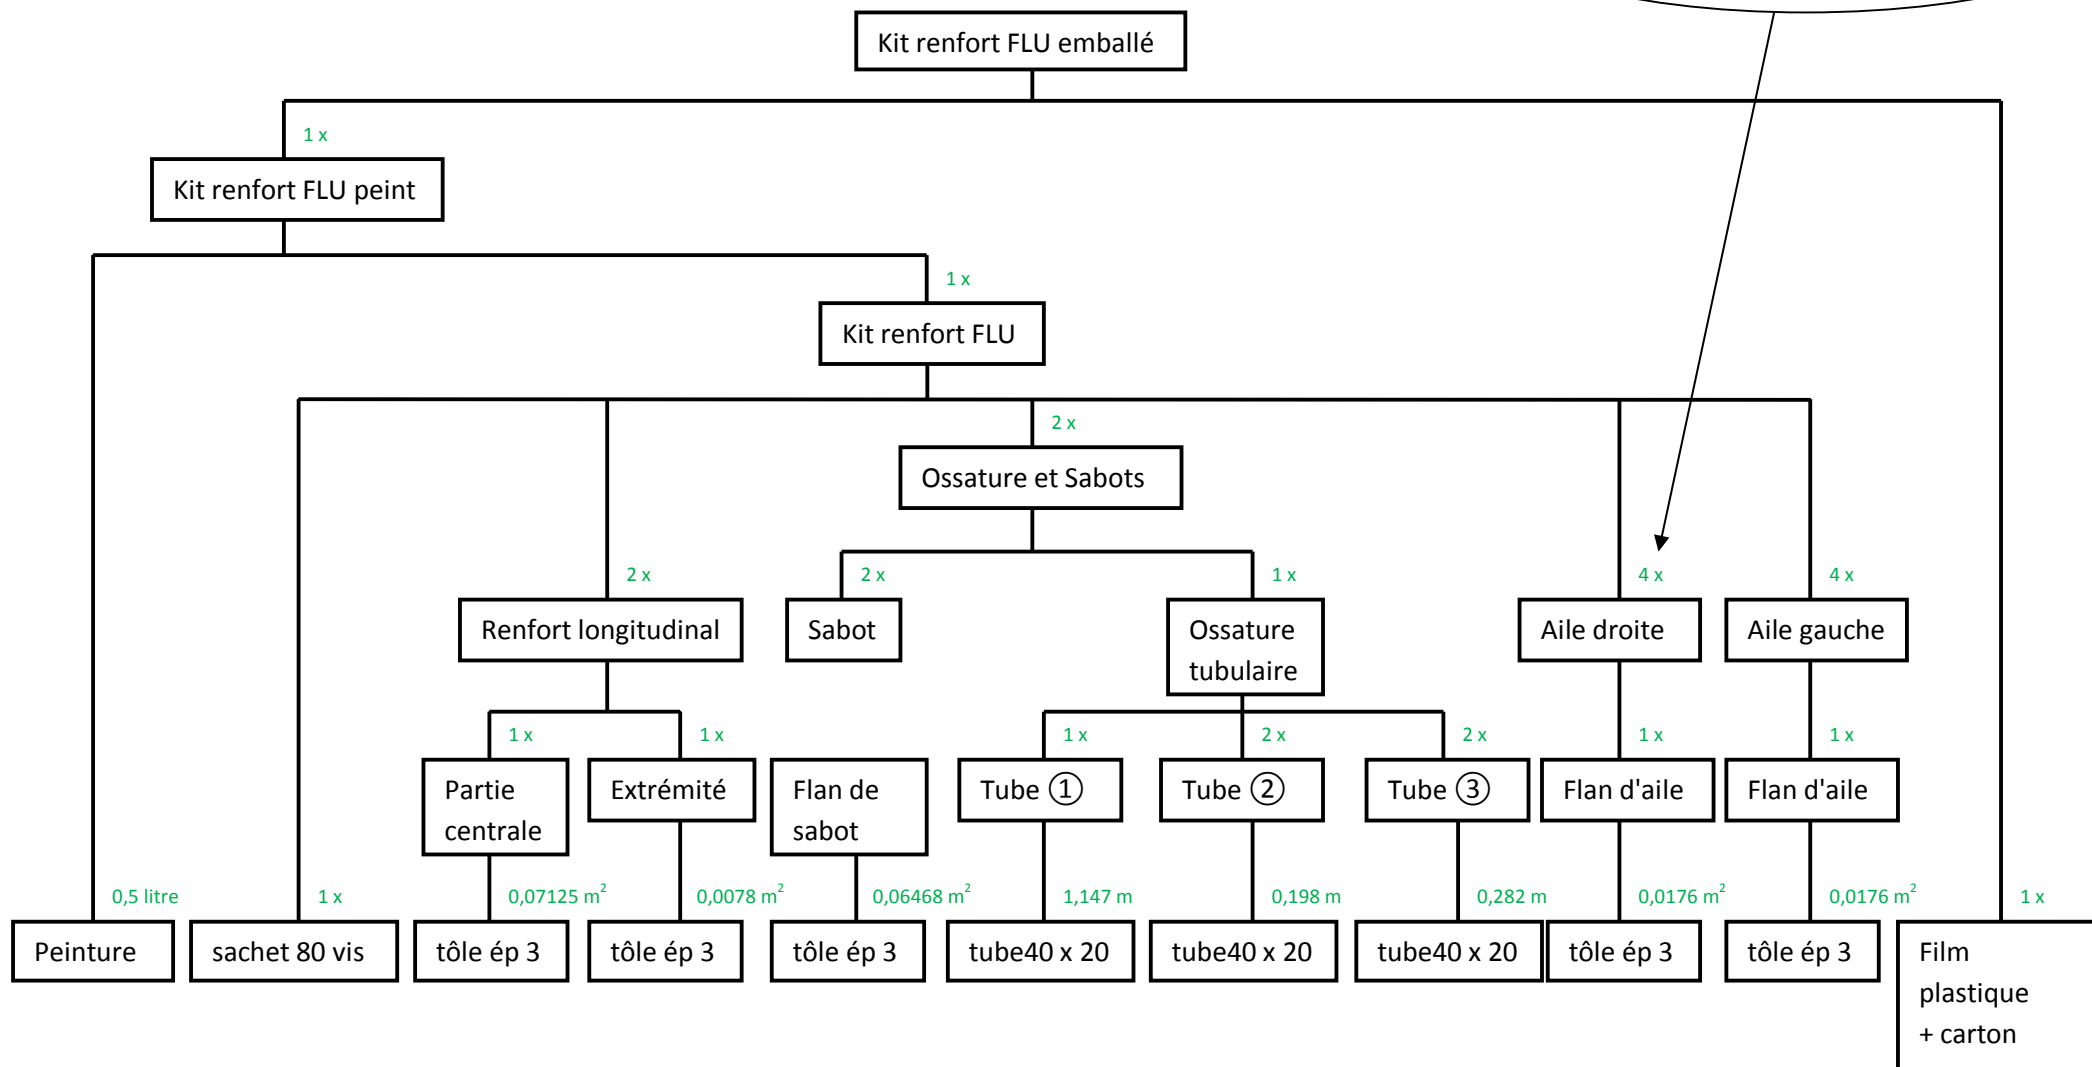 Kit renfort FLU emballé
1 x
Kit renfort FLU peint
1 x
Kit renfort FLU
2 x
Ossature et Sabots
2 x
2 x
1 x
4 x
4 x
Renfort longitudinal
Sabot
Ossature
tubulaire
Aile droite
Aile gauche
1 x
1 x
1 x
2 x
2 x
1 x
1 x
Partie
centrale
Extrémité
Flan de
sabot
Tube ①
Tube ②
Tube ③
Flan d'aile
Flan d'aile
0,5 litre
1 x
0,07125 m²
0,0078 m²
0,06468 m²
1,147 m
0,198 m
0,282 m
0,0176 m²
0,0176 m²
1 x
Peinture
sachet 80 vis
tôle ép 3
tôle ép 3
tôle ép 3
tube40 x 20
tube40 x 20
tube40 x 20
tôle ép 3
tôle ép 3
Film
plastique
+ carton